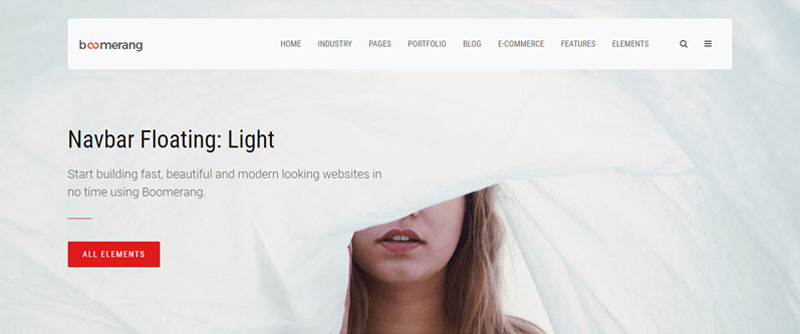 boomerang HOME INDUSTRY PAGES PORTFOLIO BLOG E-COMMERCE FEATURES ELEMENTS
Navbar Floating: Light
Start building fast, beautiful and modern looking websites in
no time using Boomerang.
ALL ELEMENTS